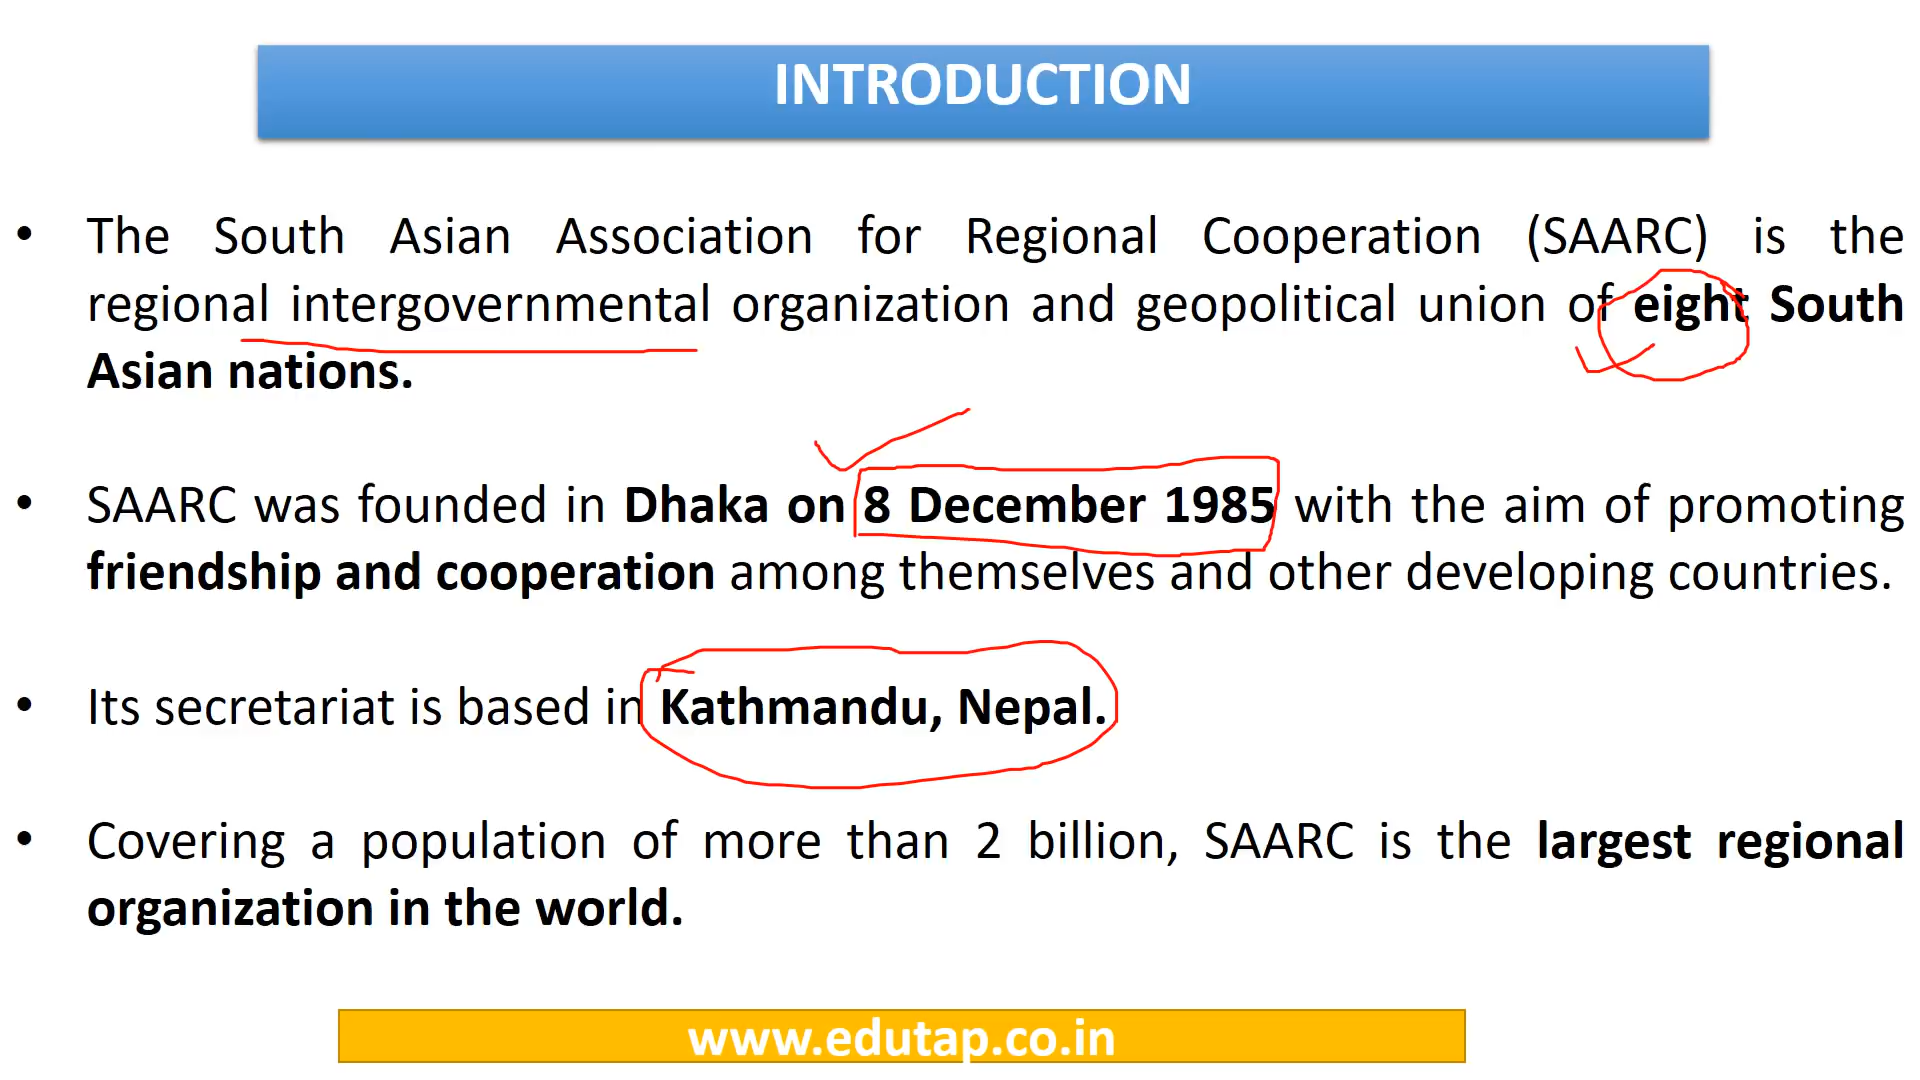 INTRODUCTION
• The South Asian Association for Regional Cooperation (SAARC) is the
regional intergovernmental organization and geopolitical union of eight South
Asian nations.
• SAARC was founded in Dhaka on 8 December 1985 with the aim of promoting
friendship and cooperation among themselves and other developing countries.
• Its secretariat is based in Kathmandu, Nepal.
• Covering a population of more than 2 billion, SAARC is the largest regional
organization in the world.
www.edutap.co.in